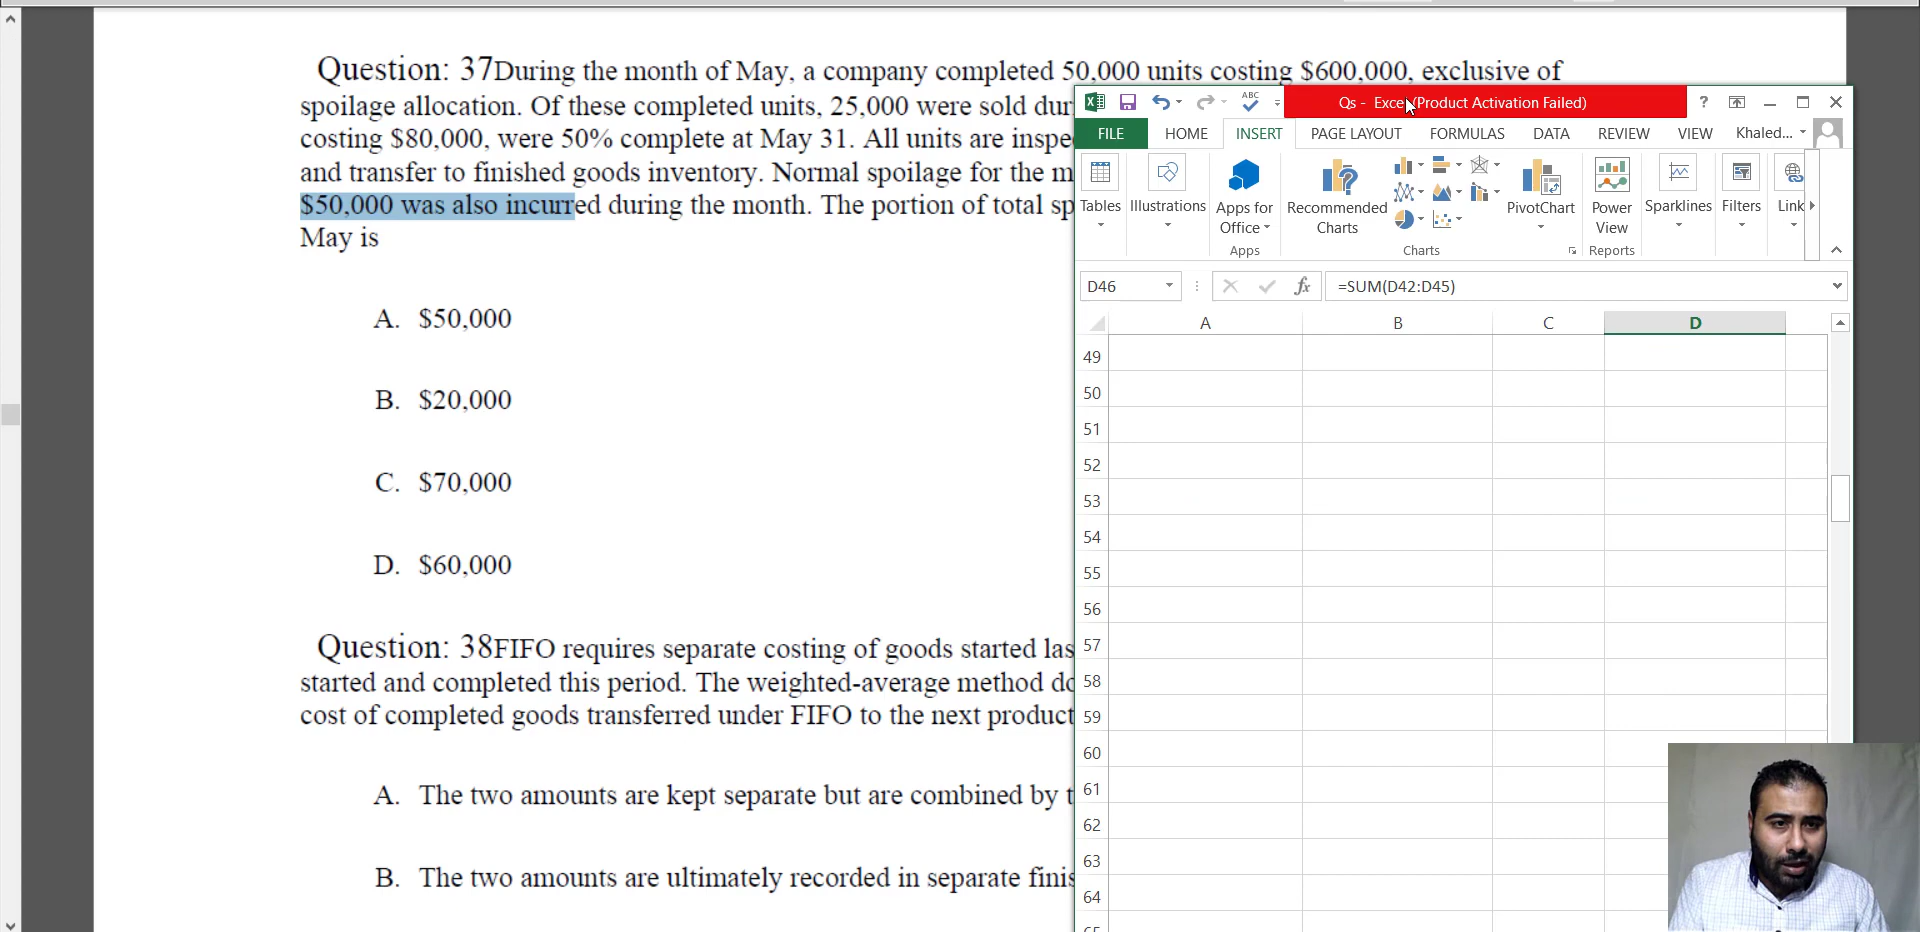 Question: 37During the month of May, a company completed 50,000 units costing $600,000, exclusive of
spoilage allocation. Of these completed units, 25,000 were sold dur
costing $80,000, were 50% complete at May 31. All units are inspe
and transfer to finished goods inventory. Normal spoilage for the m
$50,000 was also incurred during the month. The portion of total sp
May is
A. $50,000
B. $20,000
C. $70,000
D. $60,000
Question: 38FIFO requires separate costing of goods started las
started and completed this period. The weighted-average method do
cost of completed goods transferred under FIFO to the next product
A. The two amounts are kept separate but are combined by t
B. The two amounts are ultimately recorded in separate finis
ABC
Qs - Excel (Product Activation Failed)
?
FILE HOME INSERT PAGE LAYOUT FORMULAS DATA REVIEW VIEW Khaled...
Tables
Illustrations
Apps for Office
Apps
Recommended Charts
PivotChart
Charts
Power View
Reports
Sparklines
Filters
Link
D46 fx =SUM(D42:D45)
A B C D
49
50
51
52
53
54
55
56
57
58
59
60
61
62
63
64